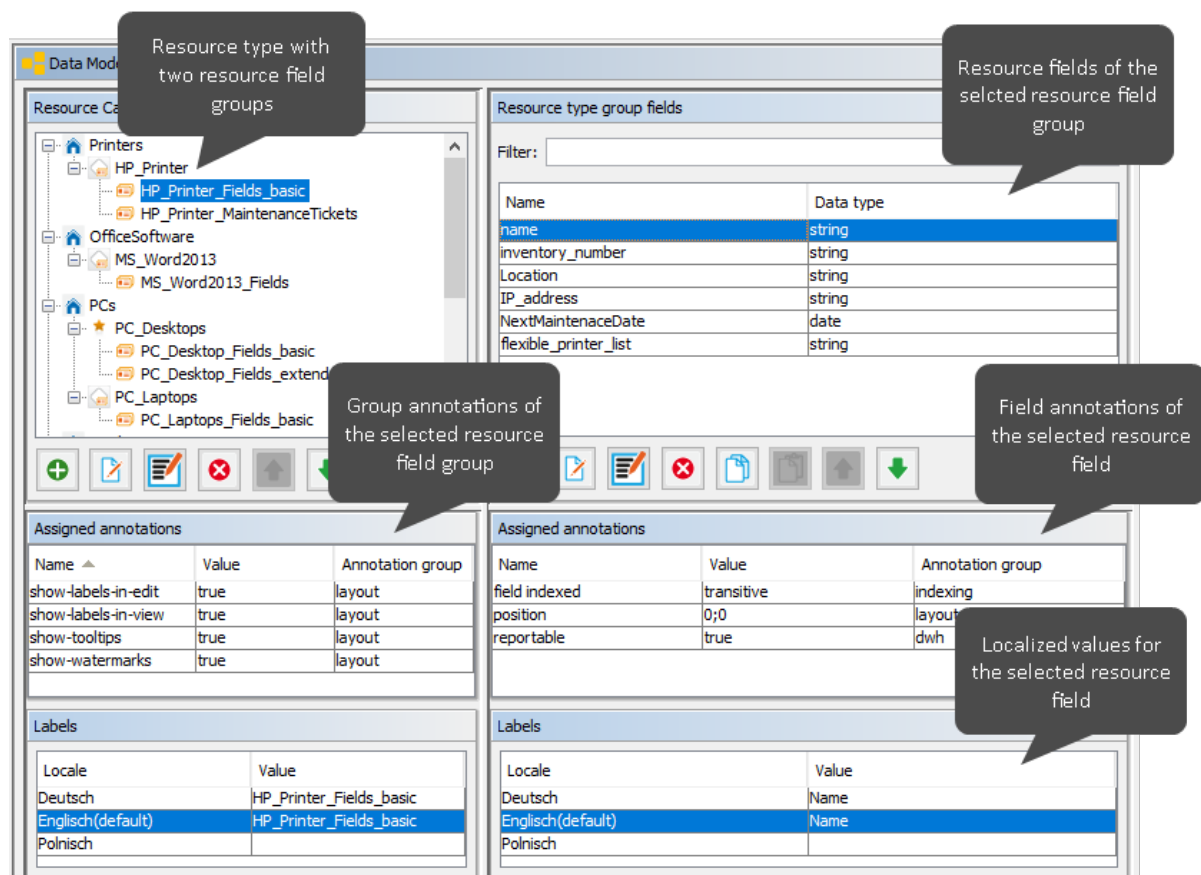 Resource type with
two resource field
groups
Resource fields of the
selcted resource field
group
Data Mode
Resource Ca
Printers
HP_Printer
HP_Printer_Fields_basic
HP_Printer_MaintenanceTickets
OfficeSoftware
MS_Word2013
MS_Word2013_Fields
PCs
PC_Desktops
PC_Desktop_Fields_basic
PC_Desktop_Fields_extend
PC_Laptops
PC_Laptops_Fields_basic
Resource type group fields
Filter:
Name Data type
name string
inventory_number string
Location string
IP_address string
NextMaintenaceDate date
flexible_printer_list string
Group annotations of
the selected resource
field group
Field annotations of
the selected resource
field
Assigned annotations
Name Value Annotation group
show-labels-in-edit true layout
show-labels-in-view true layout
show-tooltips true layout
show-watermarks true layout
Assigned annotations
Name Value Annotation group
field indexed transitive indexing
position 0;0 layout
reportable true dwh
Localized values for
the selected resource
field
Labels
Locale Value
Deutsch HP_Printer_Fields_basic
Englisch(default) HP_Printer_Fields_basic
Polnisch
Labels
Locale Value
Deutsch Name
Englisch(default) Name
Polnisch